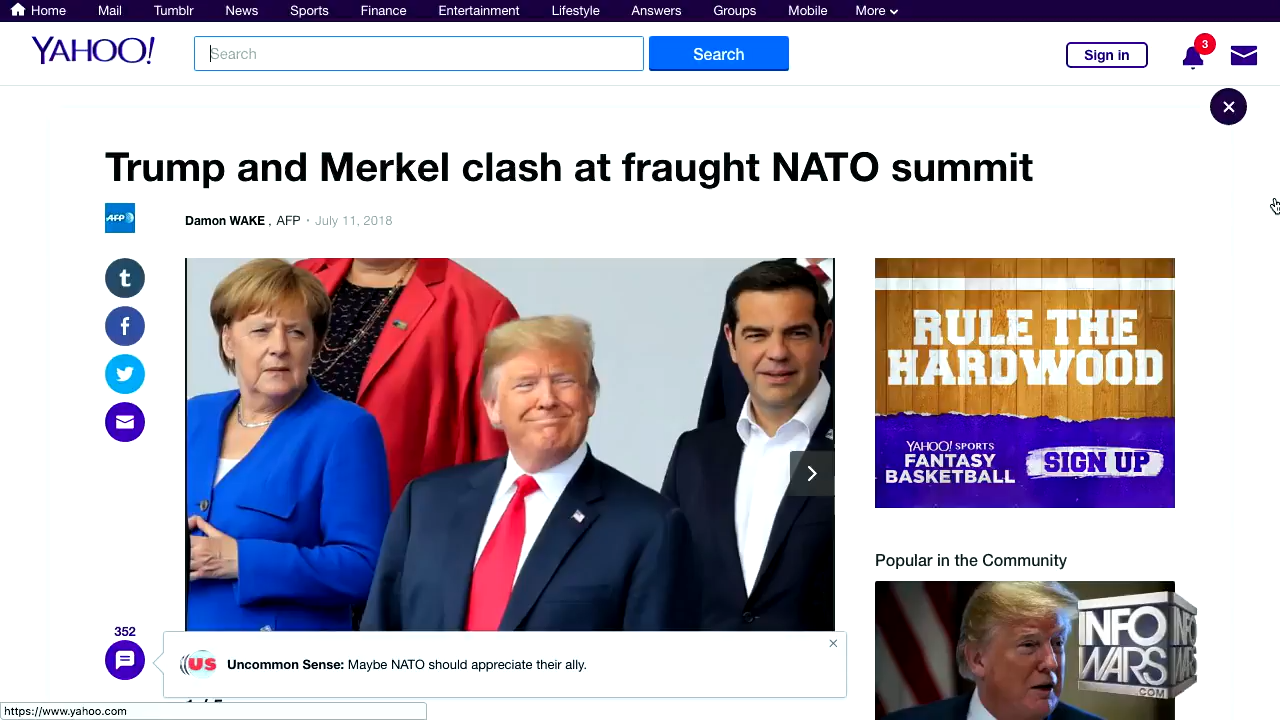 Home Mail Tumblr News Sports Finance Entertainment Lifestyle Answers Groups Mobile More
YAHOO!
Search
Search
Sign in
3
Trump and Merkel clash at fraught NATO summit
AFP
Damon WAKE , AFP · July 11, 2018
t
f
RULE THE
HARDWOOD
YAHOO! SPORTS
FANTASY
BASKETBALL
SIGN UP
Popular in the Community
352
US
Uncommon Sense: Maybe NATO should appreciate their ally.
INFO
WARS
.COM
https://www.yahoo.com